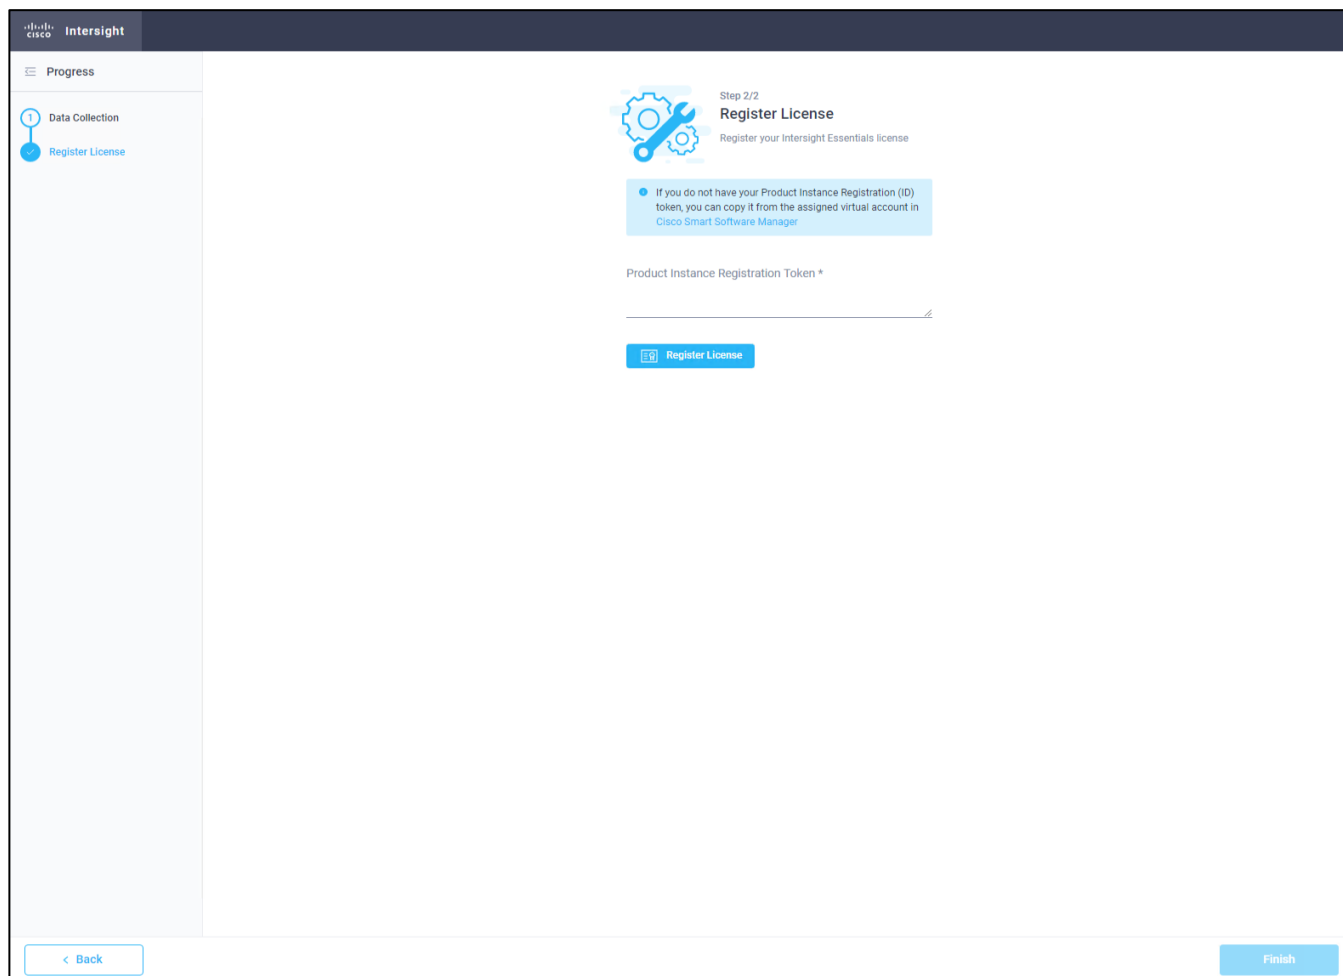 cisco Intersight
Progress
1 Data Collection
Register License
Step 2/2
Register License
Register your Intersight Essentials license
If you do not have your Product Instance Registration (ID)
token, you can copy it from the assigned virtual account in
Cisco Smart Software Manager
Product Instance Registration Token *
Register License
< Back
Finish